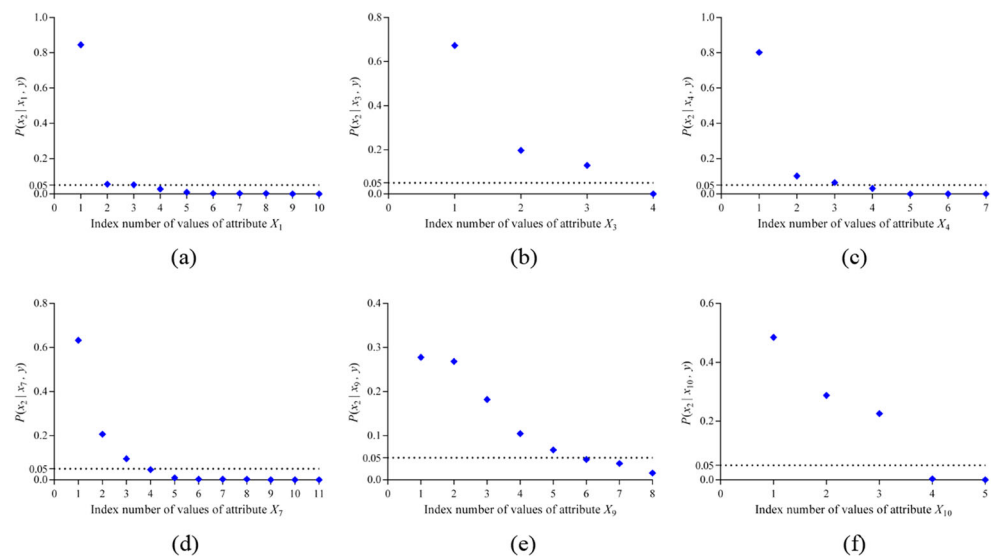 P(x2 | x1, y)
1.0
0.8
0.6
0.4
0.2
0.05
0.0
0 1 2 3 4 5 6 7 8 9 10
Index number of values of attribute X1
(a)
P(x2 | x3, y)
0.8
0.6
0.4
0.2
0.05
0.0
0 1 2 3 4
Index number of values of attribute X3
(b)
P(x2 | x4, y)
1.0
0.8
0.6
0.4
0.2
0.05
0.0
0 1 2 3 4 5 6 7
Index number of values of attribute X4
(c)
P(x2 | x7, y)
0.8
0.6
0.4
0.2
0.05
0.0
0 1 2 3 4 5 6 7 8 9 10 11
Index number of values of attribute X7
(d)
P(x2 | x9, y)
0.4
0.3
0.2
0.1
0.05
0.0
0 1 2 3 4 5 6 7 8
Index number of values of attribute X9
(e)
P(x2 | x10, y)
0.6
0.4
0.2
0.05
0.0
0 1 2 3 4 5
Index number of values of attribute X10
(f)